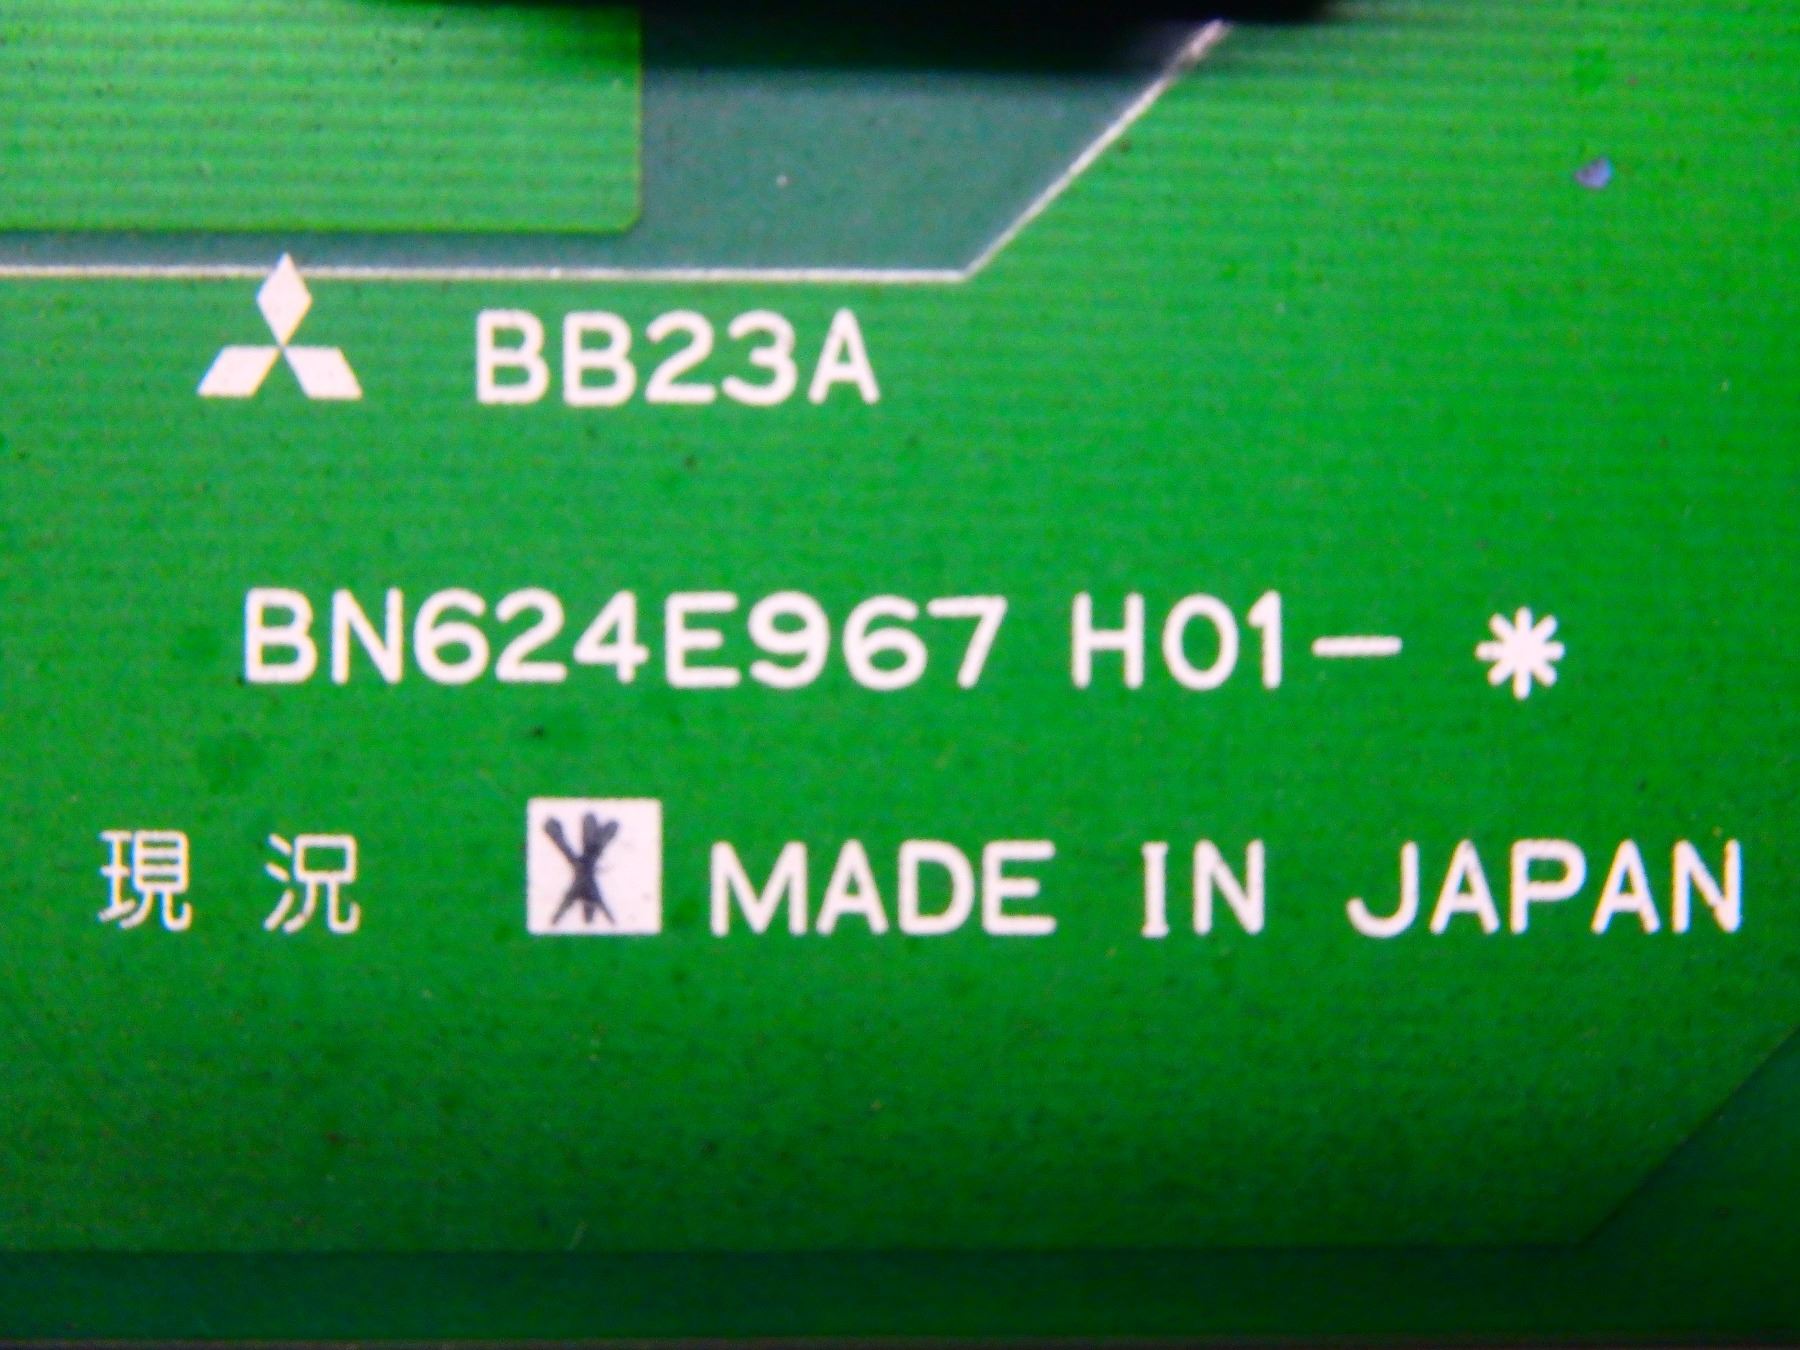 BB23A
BN624E967 H01- *
現 況 MADE IN JAPAN